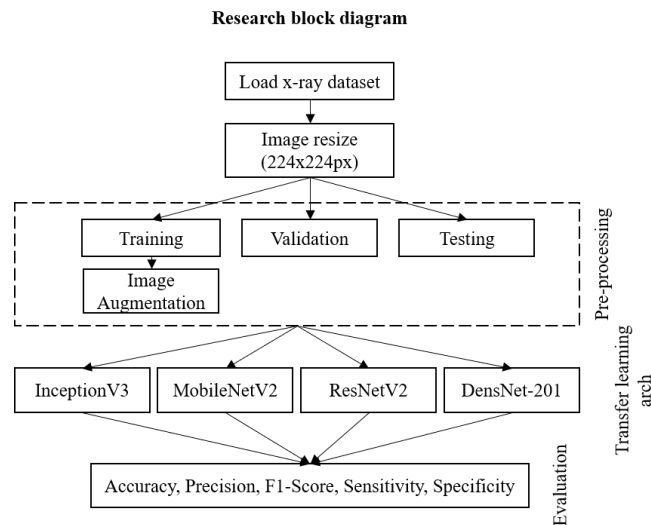 Research block diagram
Load x-ray dataset
Image resize
(224x224px)
Training
Validation
Testing
Image
Augmentation
Pre-processing
InceptionV3
MobileNetV2
ResNetV2
DensNet-201
Transfer learning
arch
Accuracy, Precision, F1-Score, Sensitivity, Specificity
Evaluation